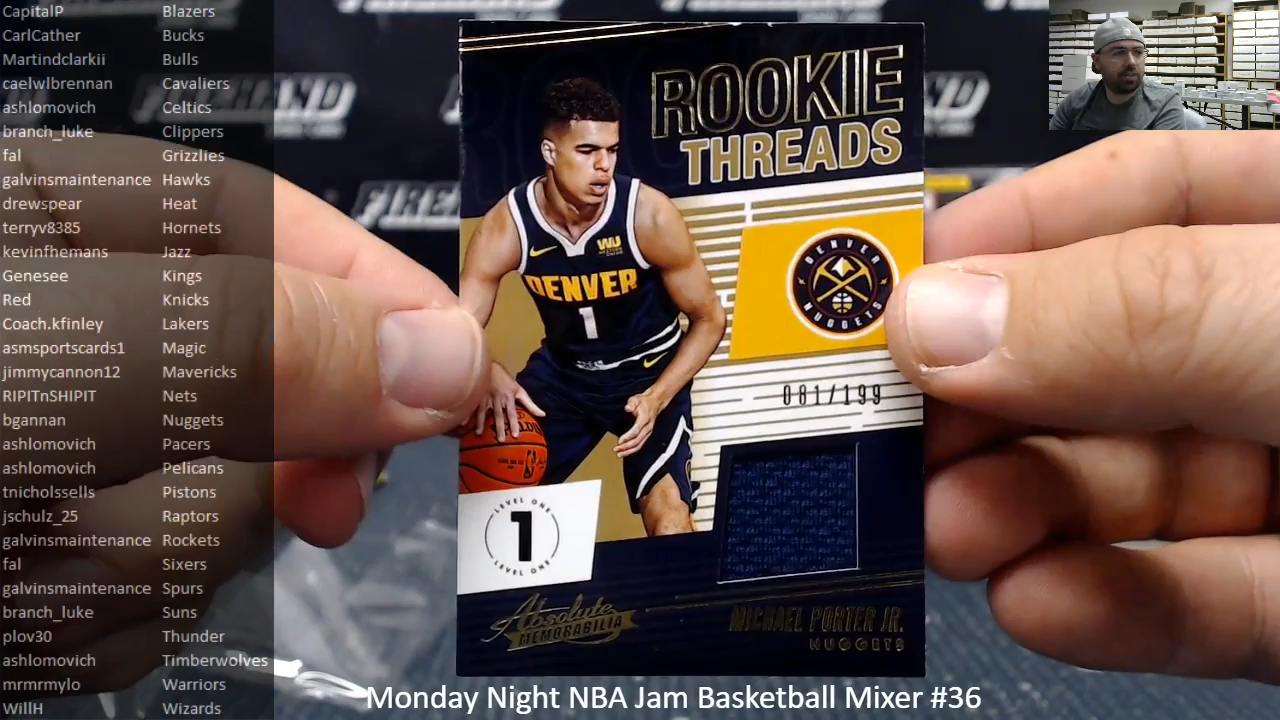 CapitalP Blazers
CarlCather Bucks
Martindclarkii Bulls
caelwlbrennan Cavaliers
ashlomovich Celtics
branch_luke Clippers
fal Grizzlies
galvinsmaintenance Hawks
drewspear Heat
terryv8385 Hornets
kevinfhemans Jazz
Genesee Kings
Red Knicks
Coach.kfinley Lakers
asmsportscards1 Magic
jimmycannon12 Mavericks
RIPITnSHIPIT Nets
bgannan Nuggets
ashlomovich Pacers
ashlomovich Pelicans
tnicholssells Pistons
jschulz_25 Raptors
galvinsmaintenance Rockets
fal Sixers
galvinsmaintenance Spurs
branch_luke Suns
plov30 Thunder
ashlomovich Timberwolves
mrmrmylo Warriors
WillH Wizards
ROOKIE
THREADS
DENVER
NUGGETS
WU
DENVER
1
081/199
NBA
LEVEL ONE
1
LEVEL ONE
Absolute
MEMORABILIA
MICHAEL PORTER JR.
NUGGETS
Monday Night NBA Jam Basketball Mixer #36